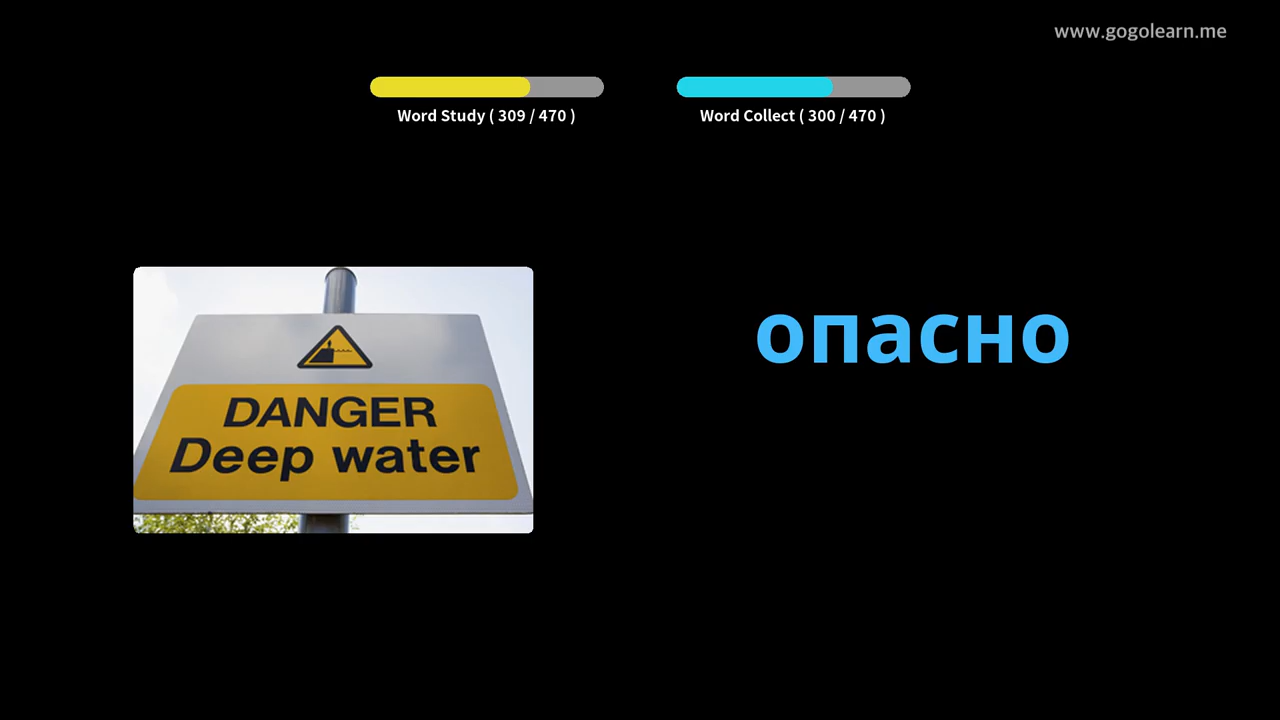 www.gogolearn.me
Word Study ( 309 / 470 )
Word Collect ( 300 / 470 )
DANGER
Deep water
опасно